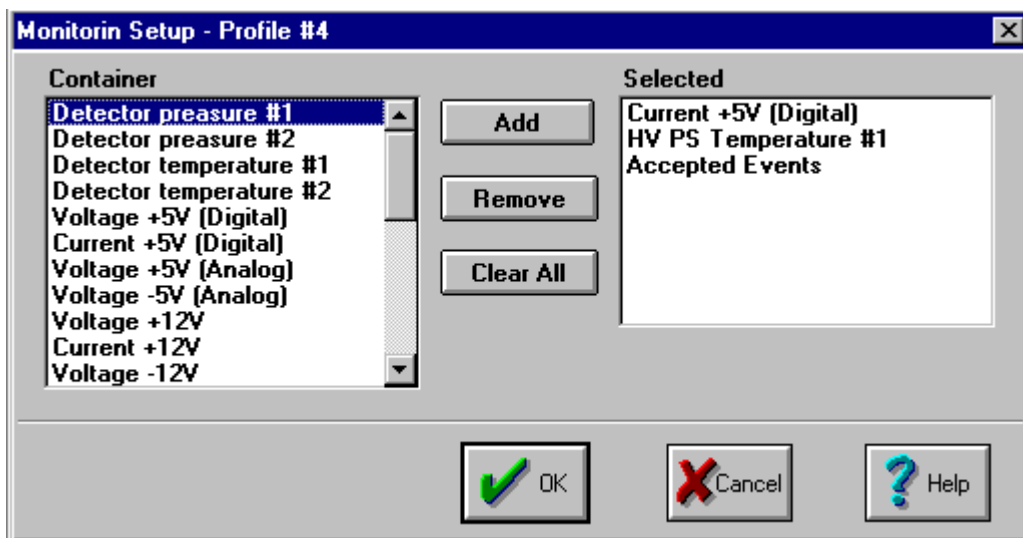 Monitorin Setup - Profile #4
Container
Detector preasure #1
Detector preasure #2
Detector temperature #1
Detector temperature #2
Voltage +5V (Digital)
Current +5V (Digital)
Voltage +5V (Analog)
Voltage -5V (Analog)
Voltage +12V
Current +12V
Voltage -12V
Add
Remove
Clear All
Selected
Current +5V (Digital)
HV PS Temperature #1
Accepted Events
OK
Cancel
Help